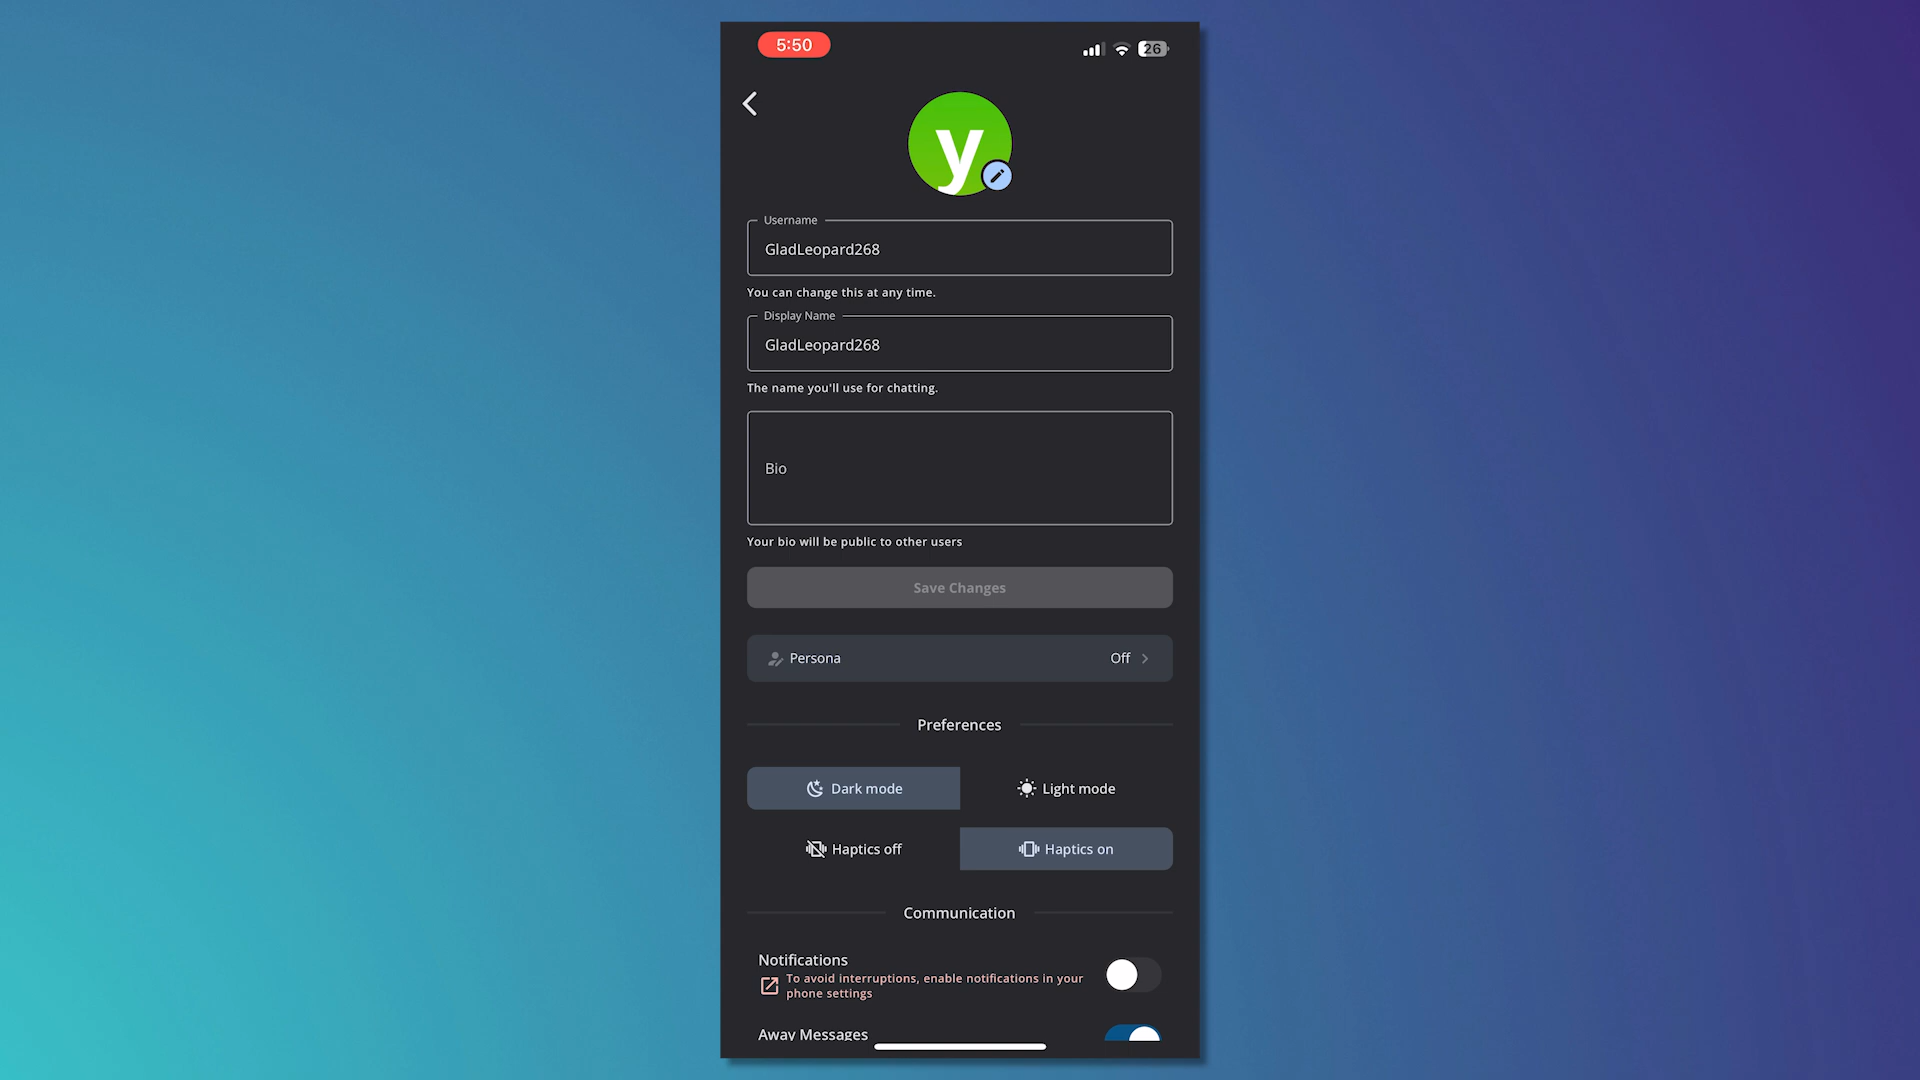 5:50
26
y
Username
GladLeopard268
You can change this at any time.
Display Name
GladLeopard268
The name you'll use for chatting.
Bio
Your bio will be public to other users
Save Changes
Persona
Off
Preferences
Dark mode
Light mode
Haptics off
Haptics on
Communication
Notifications
To avoid interruptions, enable notifications in your
phone settings
Away Messages